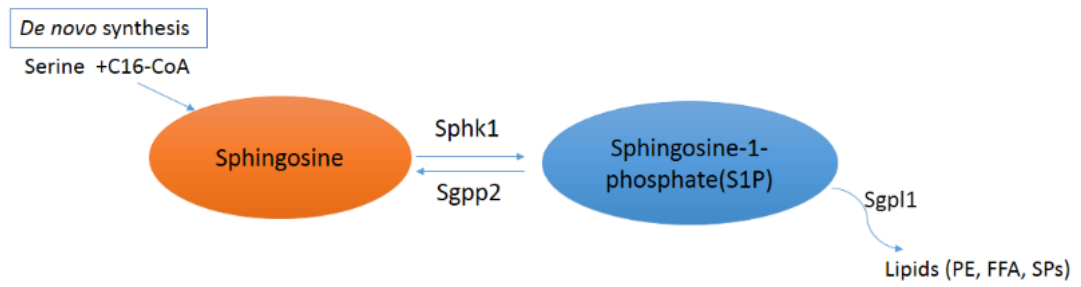 De novo synthesis
Serine +C16-CoA
Sphingosine
Sphk1
Sgpp2
Sphingosine-1-
phosphate(S1P)
Sgpl1
Lipids (PE, FFA, SPs)